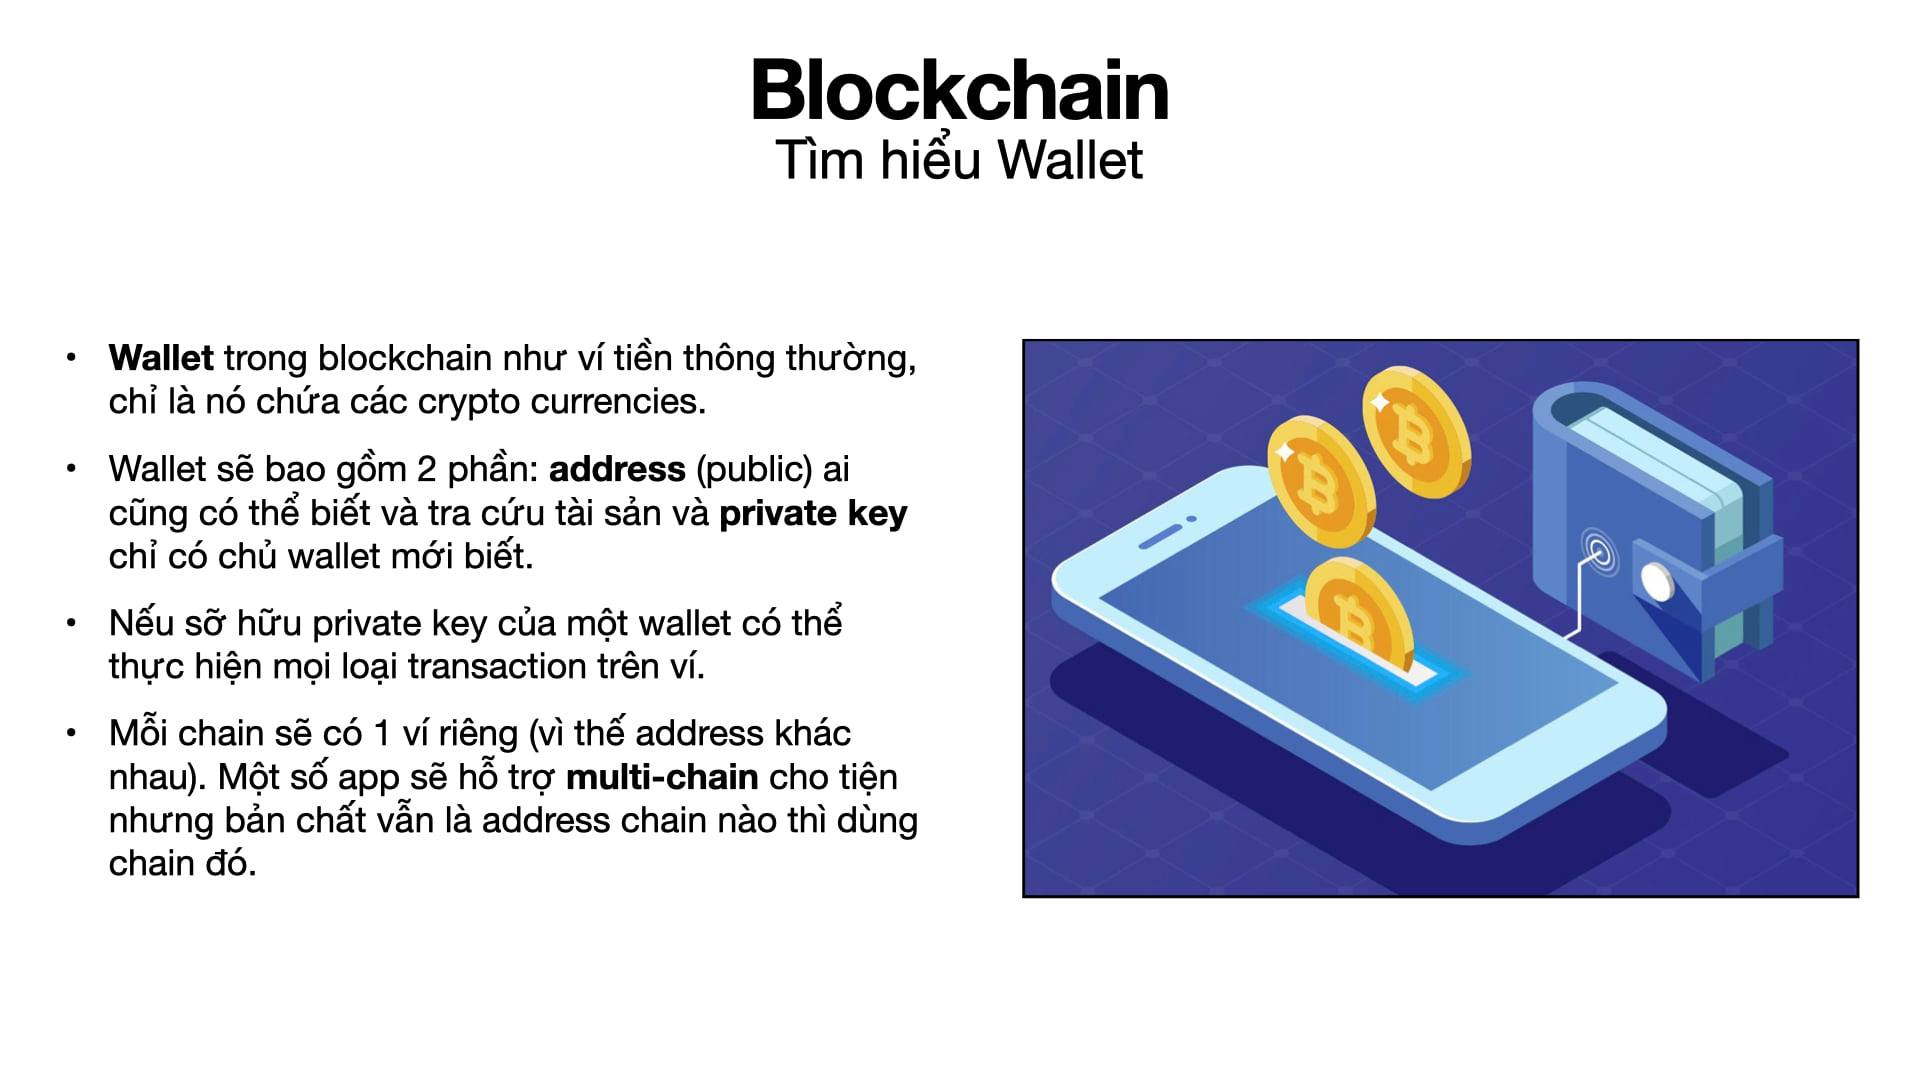 Blockchain
Tìm hiểu Wallet
• Wallet trong blockchain như ví tiền thông thường,
chỉ là nó chứa các crypto currencies.
• Wallet sẽ bao gồm 2 phần: address (public) ai
cũng có thể biết và tra cứu tài sản và private key
chỉ có chủ wallet mới biết.
• Nếu sỡ hữu private key của một wallet có thể
thực hiện mọi loại transaction trên ví.
• Mỗi chain sẽ có 1 ví riêng (vì thế address khác
nhau). Một số app sẽ hỗ trợ multi-chain cho tiện
nhưng bản chất vẫn là address chain nào thì dùng
chain đó.